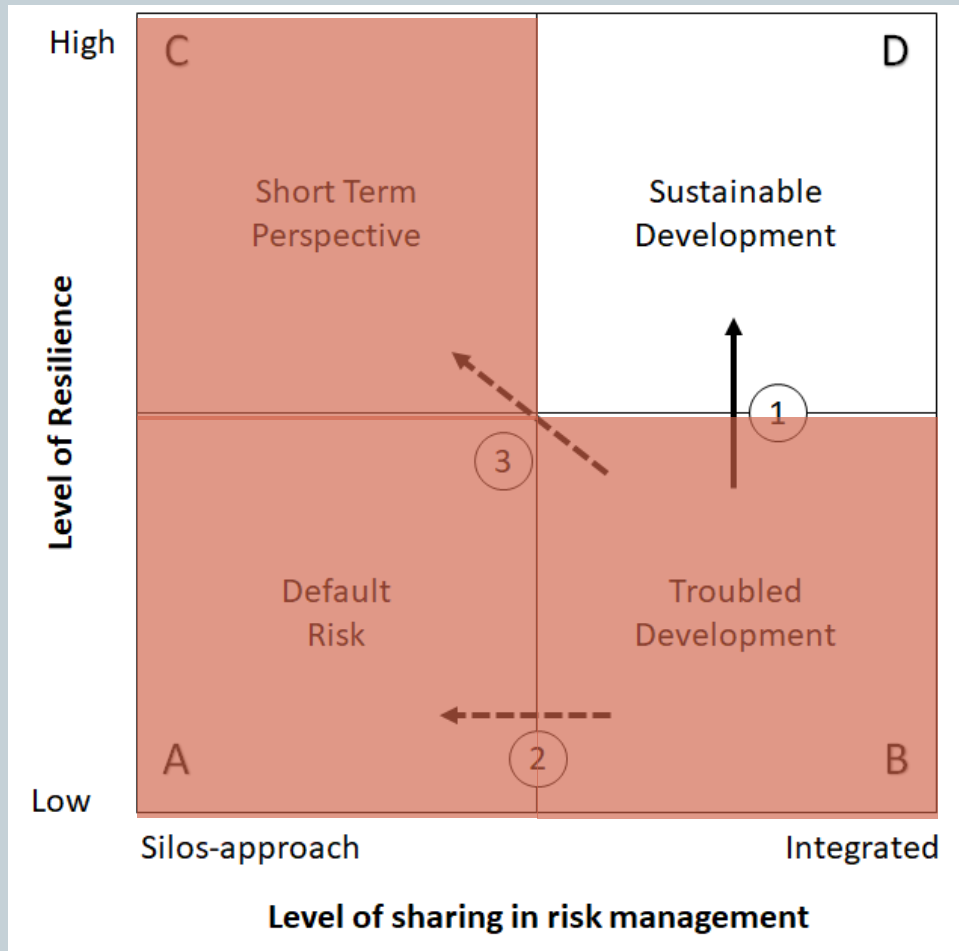 High
C
D
Short Term
Perspective
Sustainable
Development
Level of Resilience
1
3
Default
Risk
Troubled
Development
A
2
B
Low
Silos-approach
Integrated
Level of sharing in risk management